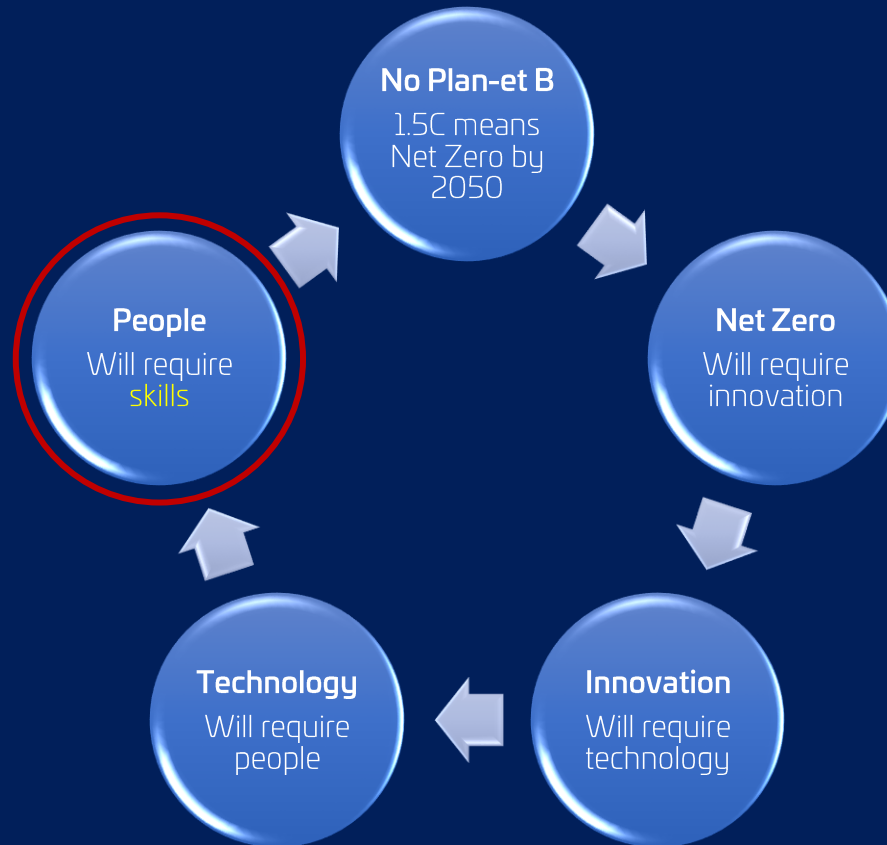 No Plan-et B
1.5C means
Net Zero by
2050
Net Zero
Will require
innovation
Innovation
Will require
technology
Technology
Will require
people
People
Will require
skills